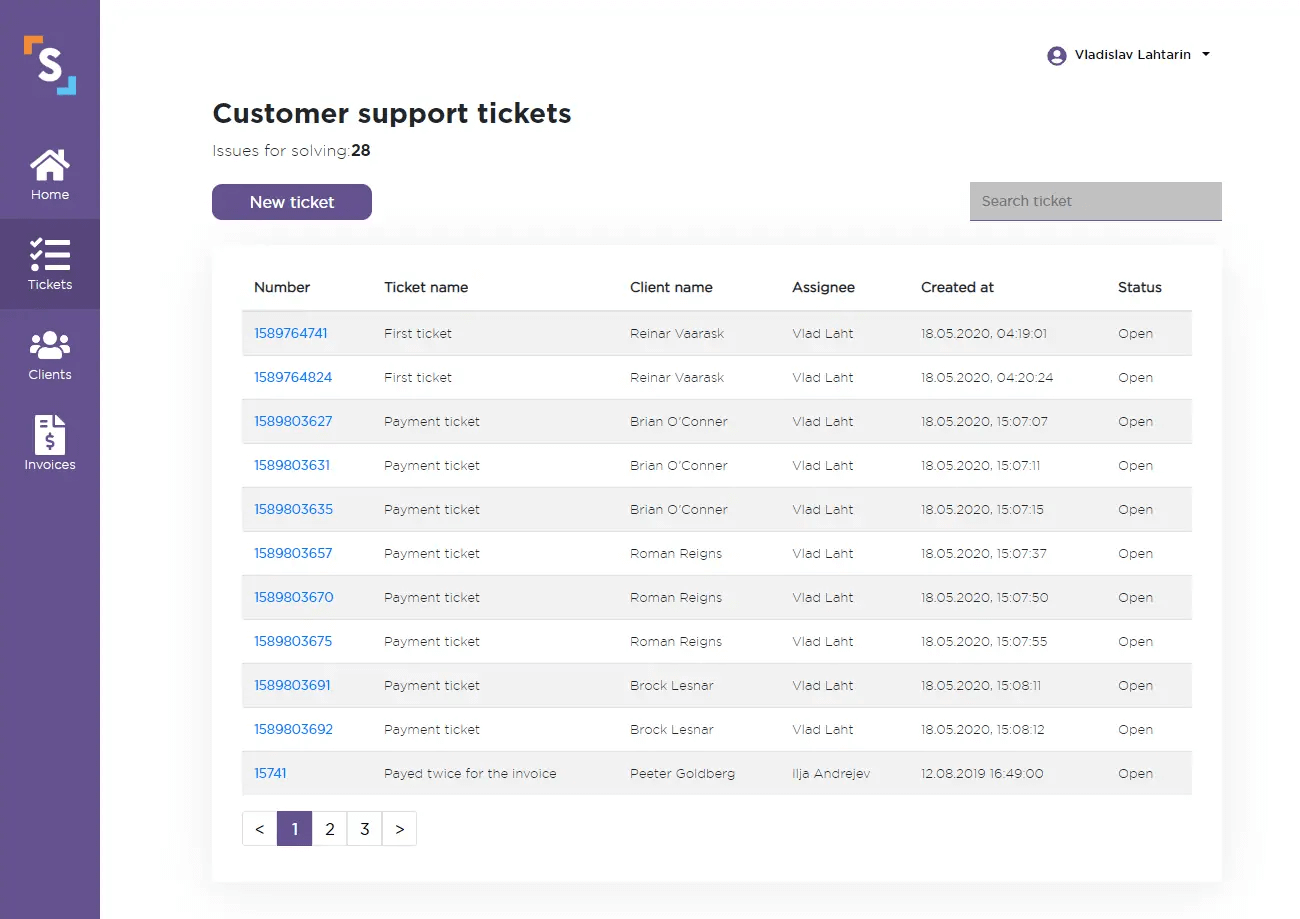 S
Vladislav Lahtarin
Customer support tickets
Issues for solving:28
New ticket
Search ticket
Home
Tickets
Clients
Invoices
Number Ticket name Client name Assignee Created at Status
1589764741 First ticket Reinar Vaarask Vlad Laht 18.05.2020, 04:19:01 Open
1589764824 First ticket Reinar Vaarask Vlad Laht 18.05.2020, 04:20:24 Open
1589803627 Payment ticket Brian O'Conner Vlad Laht 18.05.2020, 15:07:07 Open
1589803631 Payment ticket Brian O'Conner Vlad Laht 18.05.2020, 15:07:11 Open
1589803635 Payment ticket Brian O'Conner Vlad Laht 18.05.2020, 15:07:15 Open
1589803657 Payment ticket Roman Reigns Vlad Laht 18.05.2020, 15:07:37 Open
1589803670 Payment ticket Roman Reigns Vlad Laht 18.05.2020, 15:07:50 Open
1589803675 Payment ticket Roman Reigns Vlad Laht 18.05.2020, 15:07:55 Open
1589803691 Payment ticket Brock Lesnar Vlad Laht 18.05.2020, 15:08:11 Open
1589803692 Payment ticket Brock Lesnar Vlad Laht 18.05.2020, 15:08:12 Open
15741 Payed twice for the invoice Peeter Goldberg Ilja Andrejev 12.08.2019 16:49:00 Open
< 1 2 3 >